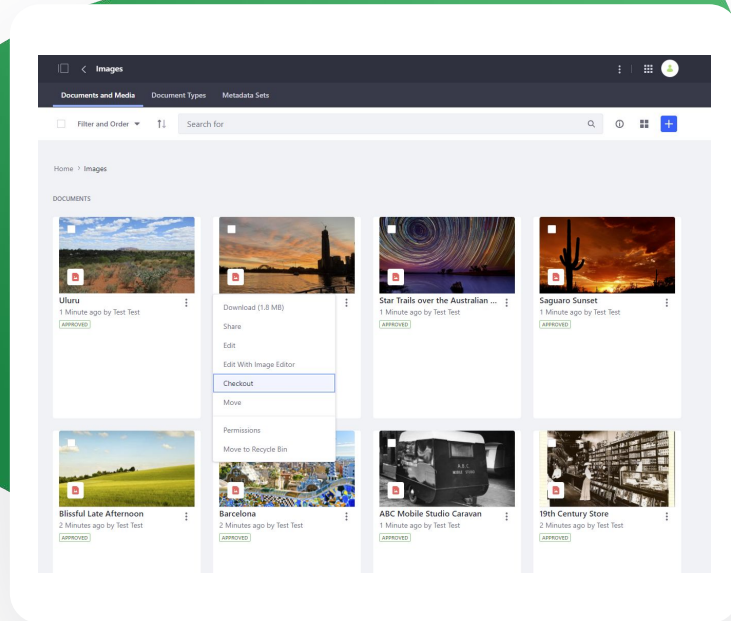 Images
Documents and Media Document Types Metadata Sets
Filter and Order Search for
Home > Images
DOCUMENTS
Uluru
1 Minute ago by Test Test
APPROVED
Download (1.8 MB)
Share
Edit
Edit With Image Editor
Checkout
Move
Permissions
Move to Recycle Bin
Star Trails over the Australian ...
1 Minute ago by Test Test
APPROVED
Saguaro Sunset
1 Minute ago by Test Test
APPROVED
Blissful Late Afternoon
2 Minutes ago by Test Test
APPROVED
Barcelona
2 Minutes ago by Test Test
APPROVED
A.B.C.
MOBILE STUDIO
ABC Mobile Studio Caravan
1 Minute ago by Test Test
APPROVED
19th Century Store
2 Minutes ago by Test Test
APPROVED